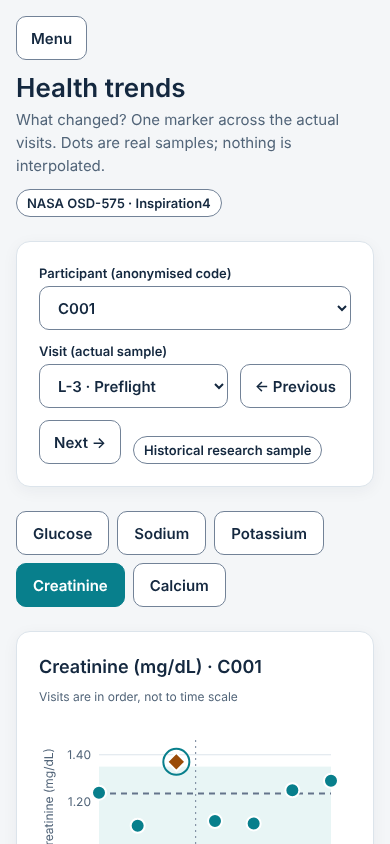 Menu
Health trends
What changed? One marker across the actual
visits. Dots are real samples; nothing is
interpolated.
NASA OSD-575 · Inspiration4
Participant (anonymised code)
C001
Visit (actual sample)
L-3 · Preflight
← Previous
Next →
Historical research sample
Glucose
Sodium
Potassium
Creatinine
Calcium
Creatinine (mg/dL) · C001
Visits are in order, not to time scale
1.40
1.20
reatinine (mg/dL)